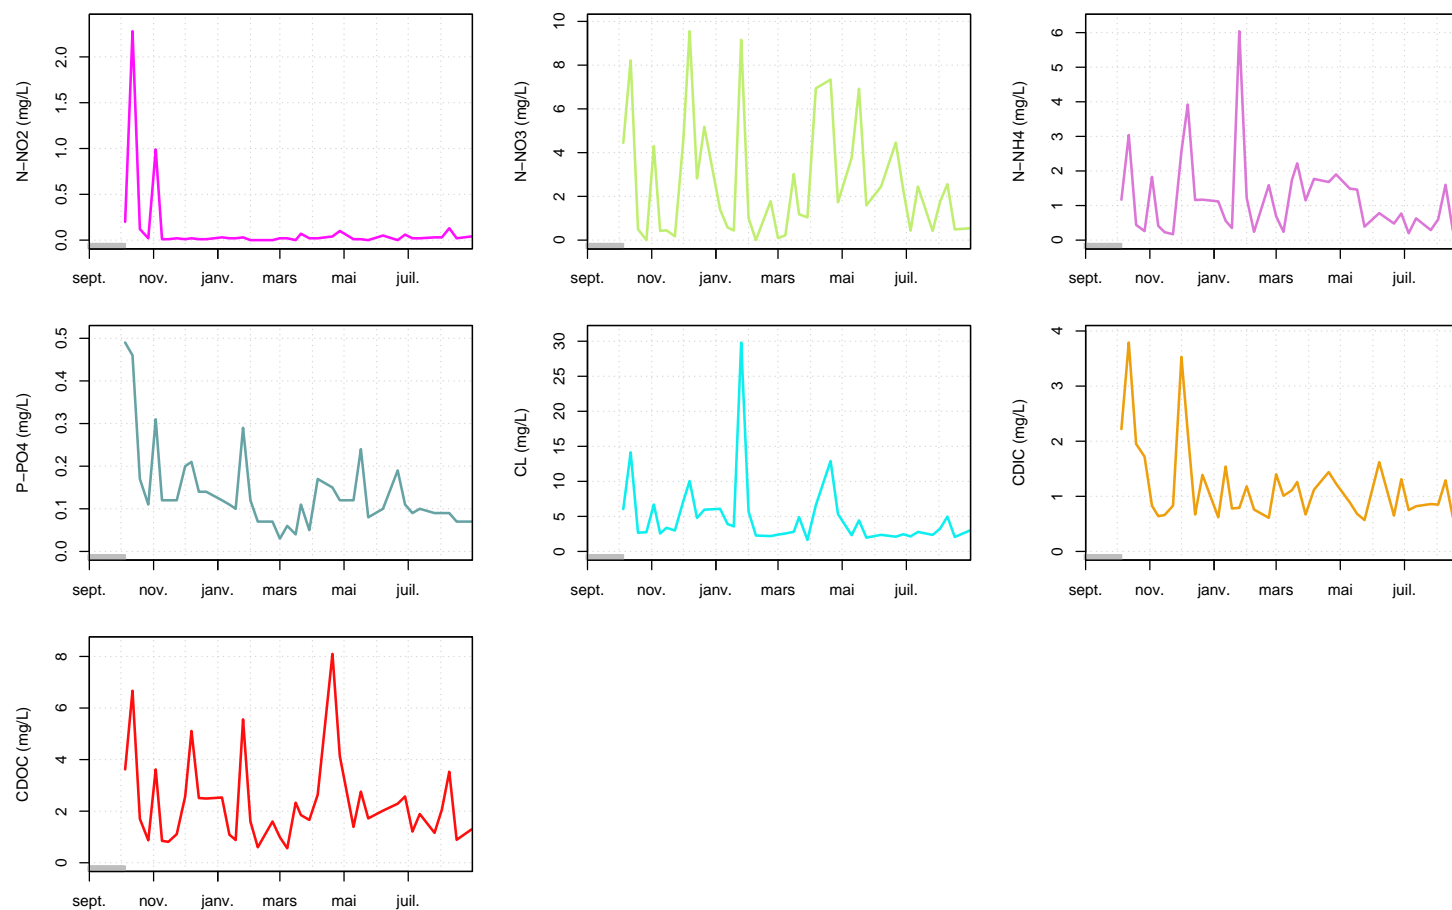 N−NO2 (mg/L)
0.0 0.5 1.0 1.5 2.0
sept. nov. janv. mars mai juil.
N−NO3 (mg/L)
0 2 4 6 8 10
sept. nov. janv. mars mai juil.
N−NH4 (mg/L)
0 1 2 3 4 5 6
sept. nov. janv. mars mai juil.
P−PO4 (mg/L)
0.0 0.1 0.2 0.3 0.4 0.5
sept. nov. janv. mars mai juil.
CL (mg/L)
0 5 10 15 20 25 30
sept. nov. janv. mars mai juil.
CDIC (mg/L)
0 1 2 3 4
sept. nov. janv. mars mai juil.
CDOC (mg/L)
0 2 4 6 8
sept. nov. janv. mars mai juil.